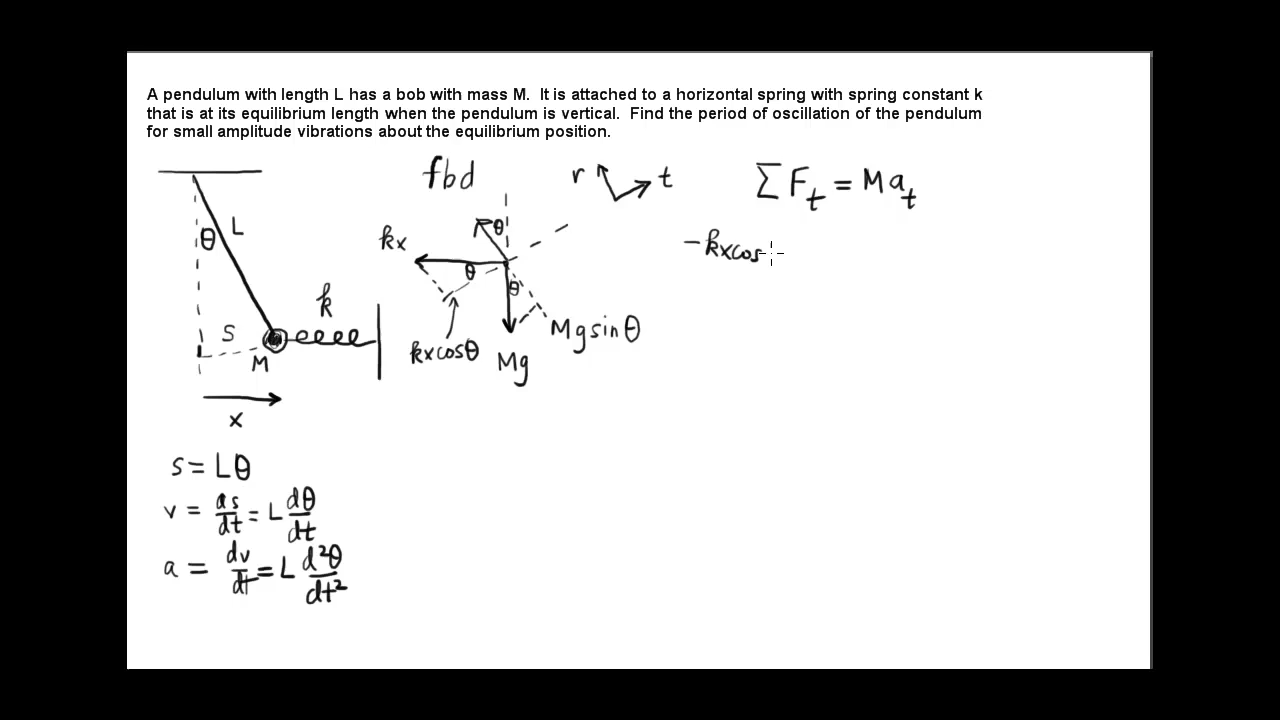 A pendulum with length L has a bob with mass M. It is attached to a horizontal spring with spring constant k
that is at its equilibrium length when the pendulum is vertical. Find the period of oscillation of the pendulum
for small amplitude vibrations about the equilibrium position.
fbd
r
t
ΣF_t = Ma_t
θ
L
k
S
M
x
kx
θ
θ
θ
kxcosθ
Mg
Mgsinθ
-kxcos
s = Lθ
v = ds/dt = L dθ/dt
a = dv/dt = L d²θ/dt²